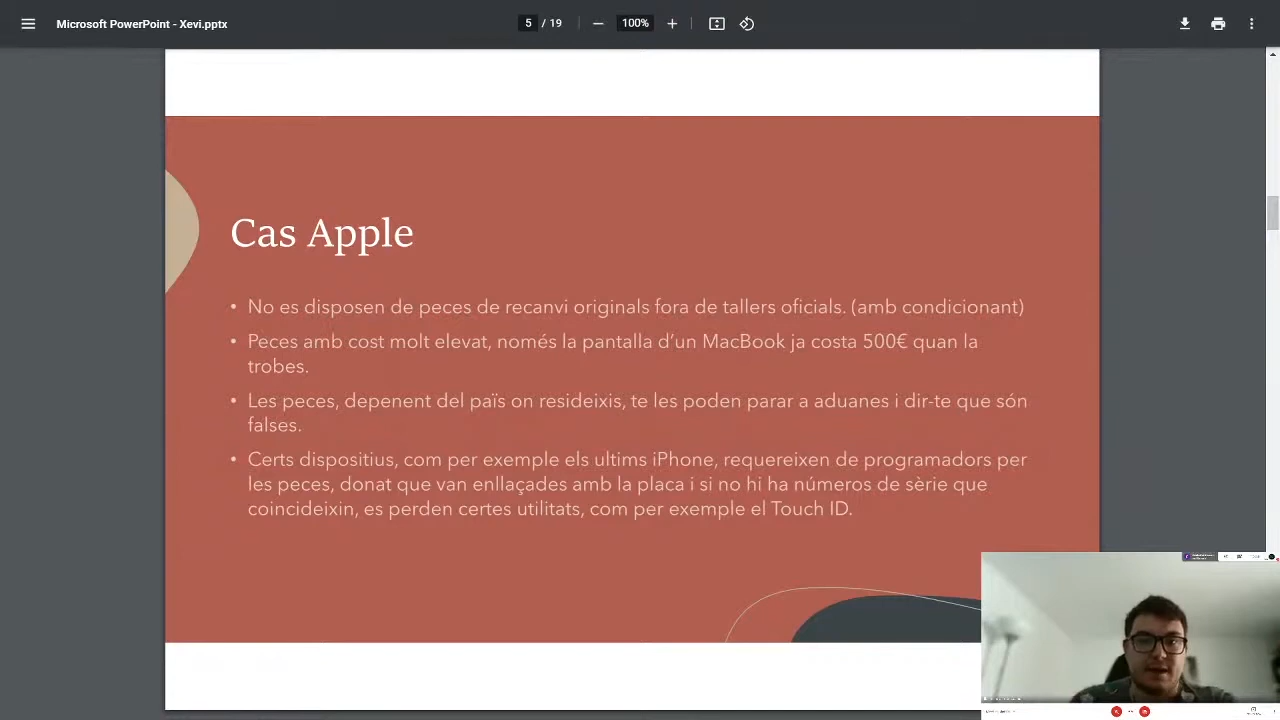 Microsoft PowerPoint - Xevi.pptx
5 / 19
100%
Cas Apple
• No es disposen de peces de recanvi originals fora de tallers oficials. (amb condicionant)
• Peces amb cost molt elevat, només la pantalla d’un MacBook ja costa 500€ quan la
trobes.
• Les peces, depenent del país on resideixis, te les poden parar a aduanes i dir-te que són
falses.
• Certs dispositius, com per exemple els ultims iPhone, requereixen de programadors per
les peces, donat que van enllaçades amb la placa i si no hi ha números de sèrie que
coincideixin, es perden certes utilitats, com per exemple el Touch ID.